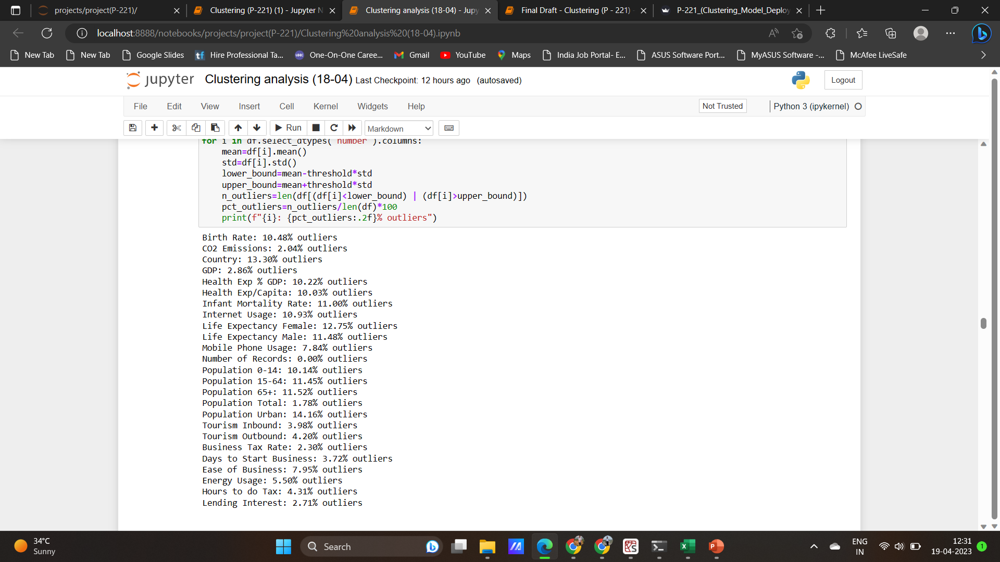 projects/project(P-221)/
Clustering (P-221) (1) - Jupyter N
Clustering analysis (18-04) - Jupy
Final Draft - Clustering (P - 221) -
P-221_(Clustering_Model_Deploy
localhost:8888/notebooks/projects/project(P-221)/Clustering%20analysis%20(18-04).ipynb
New Tab
New Tab
Google Slides
tf Hire Professional Ta...
UHC One-On-One Caree...
Gmail
YouTube
Maps
India Job Portal- E...
ASUS Software Port...
MyASUS Software -...
McAfee LiveSafe
jupyter Clustering analysis (18-04) Last Checkpoint: 12 hours ago (autosaved)
Logout
File Edit View Insert Cell Kernel Widgets Help
Not Trusted
Python 3 (ipykernel)
Run
Markdown
for i in df.select_dtypes('number').columns:
    mean=df[i].mean()
    std=df[i].std()
    lower_bound=mean-threshold*std
    upper_bound=mean+threshold*std
    n_outliers=len(df[(df[i]<lower_bound) | (df[i]>upper_bound)])
    pct_outliers=n_outliers/len(df)*100
    print(f"{i}: {pct_outliers:.2f}% outliers")
Birth Rate: 10.48% outliers
CO2 Emissions: 2.04% outliers
Country: 13.30% outliers
GDP: 2.86% outliers
Health Exp % GDP: 10.22% outliers
Health Exp/Capita: 10.03% outliers
Infant Mortality Rate: 11.00% outliers
Internet Usage: 10.93% outliers
Life Expectancy Female: 12.75% outliers
Life Expectancy Male: 11.48% outliers
Mobile Phone Usage: 7.84% outliers
Number of Records: 0.00% outliers
Population 0-14: 10.14% outliers
Population 15-64: 11.45% outliers
Population 65+: 11.52% outliers
Population Total: 1.78% outliers
Population Urban: 14.16% outliers
Tourism Inbound: 3.98% outliers
Tourism Outbound: 4.20% outliers
Business Tax Rate: 2.30% outliers
Days to Start Business: 3.72% outliers
Ease of Business: 7.95% outliers
Energy Usage: 5.50% outliers
Hours to do Tax: 4.31% outliers
Lending Interest: 2.71% outliers
34°C
Sunny
Search
ENG
IN
12:31
19-04-2023
1